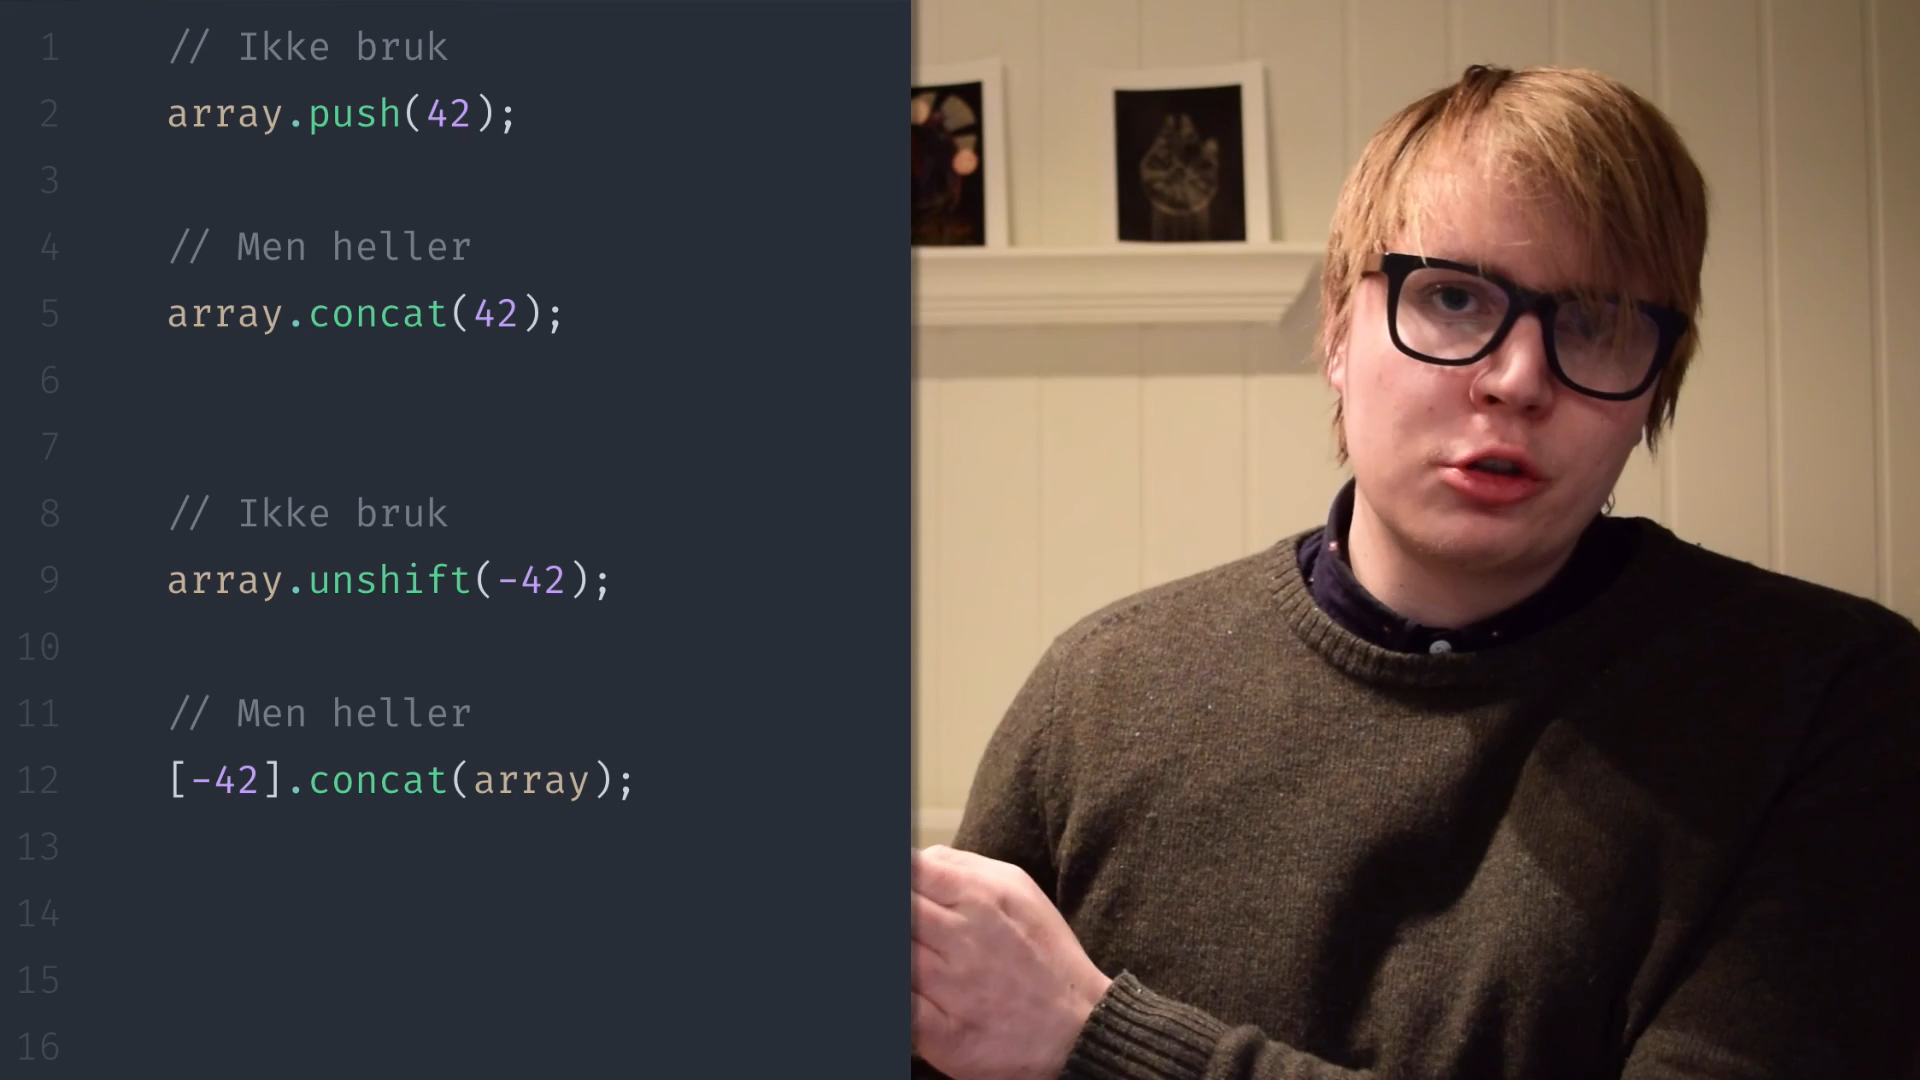 1 // Ikke bruk
2 array.push(42);
3
4 // Men heller
5 array.concat(42);
6
7
8 // Ikke bruk
9 array.unshift(-42);
10
11 // Men heller
12 [-42].concat(array);
13
14
15
16